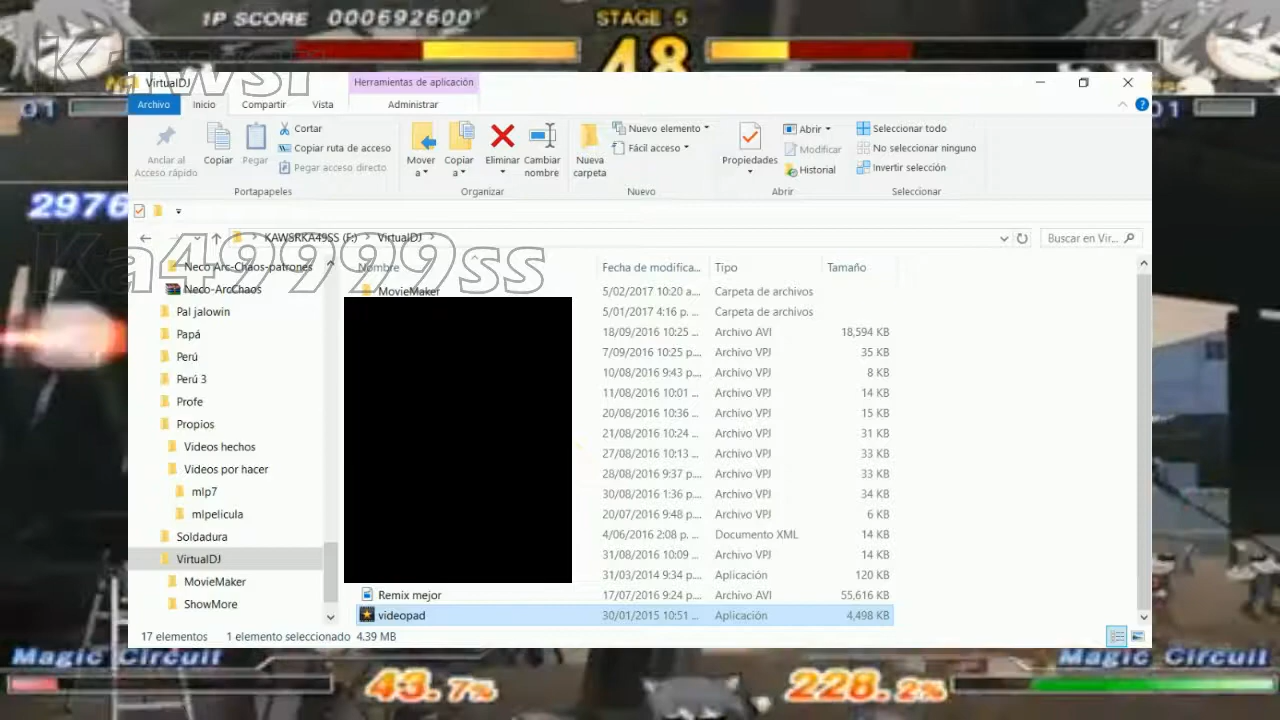 1P SCORE 000692600
STAGE 5
48
Kawsr
VirtualDJ
Herramientas de aplicación
Archivo Inicio Compartir Vista Administrar
01
01
Anclar al Acceso rápido
Copiar
Pegar
Cortar
Copiar ruta de acceso
Pegar acceso directo
Portapapeles
Mover a
Copiar a
Eliminar
Cambiar nombre
Organizar
Nueva carpeta
Nuevo elemento
Fácil acceso
Nuevo
Propiedades
Abrir
Modificar
Historial
Abrir
Seleccionar todo
No seleccionar ninguno
Invertir selección
Seleccionar
2976
KAWSRKA49SS (F:) > VirtualDJ >
Buscar en Vir...
Ka49999ss
Neco Arc-Chaos-patrones
Neco-ArcChaos
Pal jalowin
Papá
Perú
Perú 3
Profe
Propios
Videos hechos
Videos por hacer
mlp7
mlpelicula
Soldadura
VirtualDJ
MovieMaker
ShowMore
Nombre Fecha de modifica... Tipo Tamaño
MovieMaker 5/02/2017 10:20 a.... Carpeta de archivos
5/01/2017 4:16 p. ... Carpeta de archivos
18/09/2016 10:25 ... Archivo AVI 18,594 KB
7/09/2016 10:25 p.... Archivo VPJ 35 KB
10/08/2016 9:43 p.... Archivo VPJ 8 KB
11/08/2016 10:01 ... Archivo VPJ 14 KB
20/08/2016 10:36 ... Archivo VPJ 15 KB
21/08/2016 10:24 ... Archivo VPJ 31 KB
27/08/2016 10:13 ... Archivo VPJ 33 KB
28/08/2016 9:37 p.... Archivo VPJ 33 KB
30/08/2016 1:36 p.... Archivo VPJ 34 KB
20/07/2016 9:48 p.... Archivo VPJ 6 KB
4/06/2016 2:08 p. ... Documento XML 14 KB
31/08/2016 10:09 ... Archivo VPJ 14 KB
31/03/2014 9:34 p.... Aplicación 120 KB
Remix mejor 17/07/2016 9:24 p.... Archivo AVI 55,616 KB
videopad 30/01/2015 10:51 ... Aplicación 4,498 KB
17 elementos 1 elemento seleccionado 4.39 MB
Magic Circuit
Magic Circuit
43.7%
228.2%